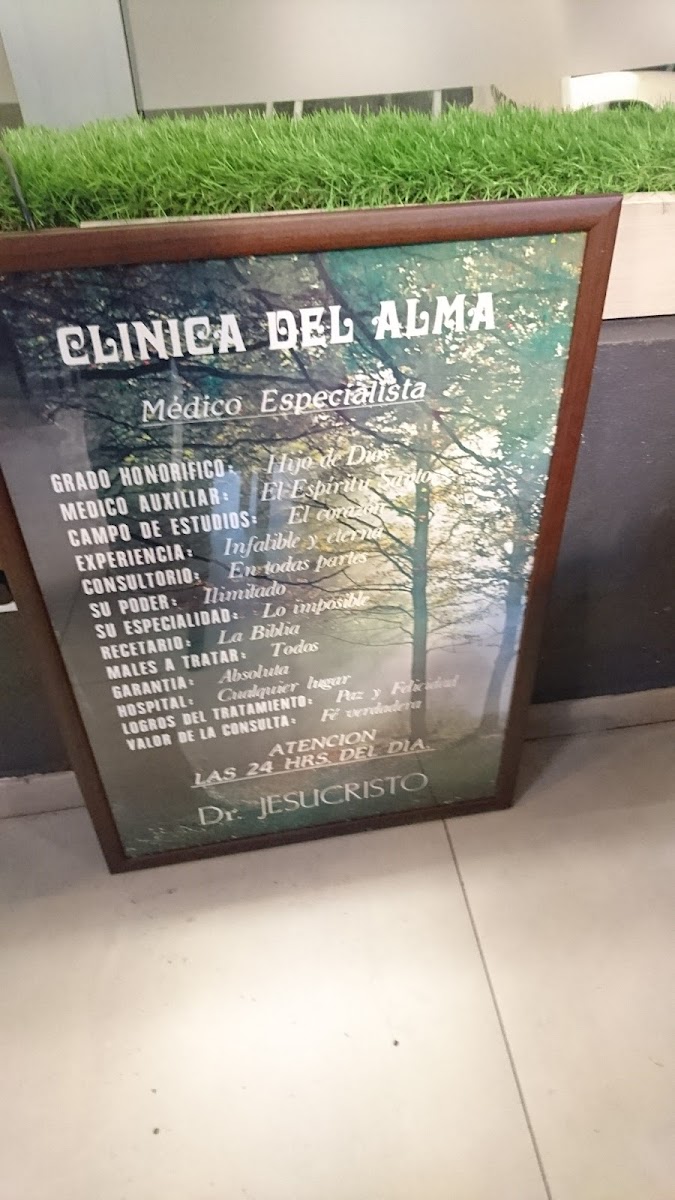 CLINICA DEL ALMA
Médico Especialista
GRADO HONORIFICO: Hijo de Dios
MEDICO AUXILIAR: El Espíritu Santo
CAMPO DE ESTUDIOS: El corazón
EXPERIENCIA: Infalible y eterna
CONSULTORIO: En todas partes
SU PODER: Ilimitado
SU ESPECIALIDAD: Lo imposible
RECETARIO: La Biblia
MALES A TRATAR: Todos
GARANTIA: Absoluta
HOSPITAL: Cualquier lugar
LOGROS DEL TRATAMIENTO: Paz y Felicidad
VALOR DE LA CONSULTA: Fé verdadera
ATENCION
LAS 24 HRS. DEL DIA.
Dr. JESUCRISTO